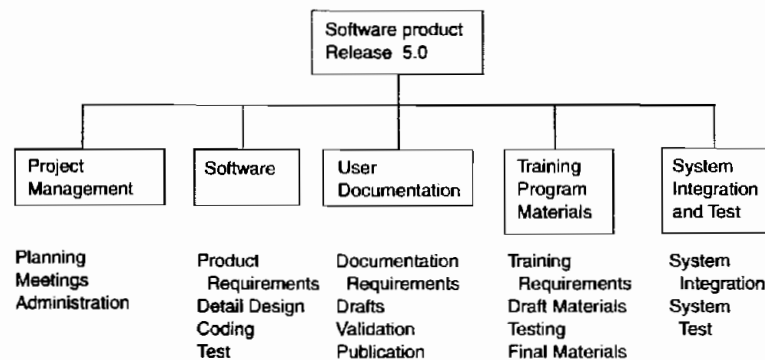 Software product
Release 5.0
Project
Management
Software
User
Documentation
Training
Program
Materials
System
Integration
and Test
Planning
Meetings
Administration
Product
Requirements
Detail Design
Coding
Test
Documentation
Requirements
Drafts
Validation
Publication
Training
Requirements
Draft Materials
Testing
Final Materials
System
Integration
System
Test